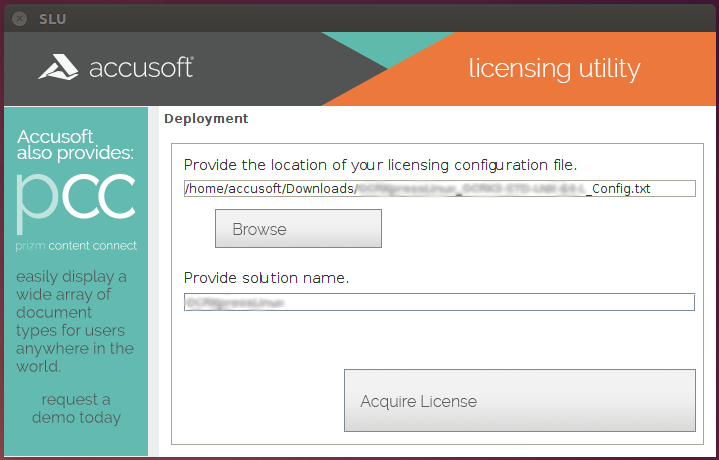 SLU
accusoft®
licensing utility
Accusoft
also provides:
pcc
prizm content connect
easily display a
wide array of
document
types for users
anywhere in the
world.
request a
demo today
Deployment
Provide the location of your licensing configuration file.
/home/accusoft/Downloads/ _Config.txt
Browse
Provide solution name.
Acquire License